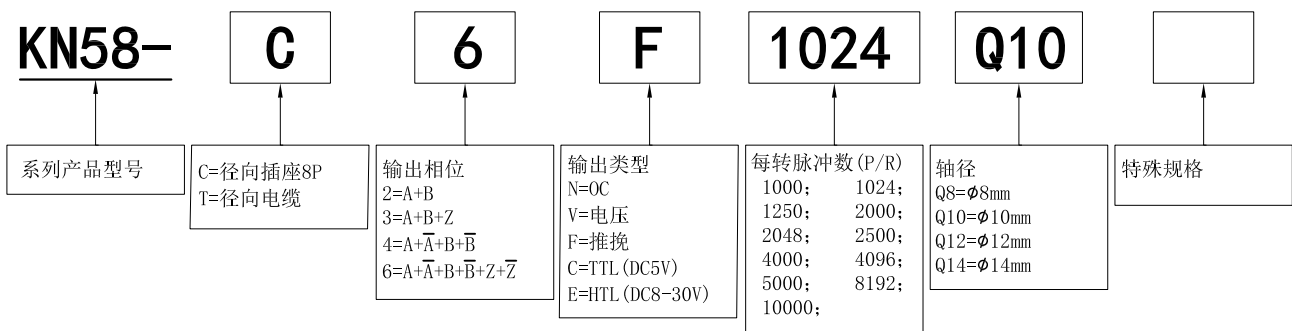 KN58- C 6 F 1024 Q10
系列产品型号
C=径向插座8P
T=径向电缆
输出相位
2=A+B
3=A+B+Z
4=A+A̅+B+B̅
6=A+A̅+B+B̅+Z+Z̅
输出类型
N=OC
V=电压
F=推挽
C=TTL(DC5V)
E=HTL(DC8-30V)
每转脉冲数(P/R)
1000; 1024;
1250; 2000;
2048; 2500;
4000; 4096;
5000; 8192;
10000;
轴径
Q8=ϕ8mm
Q10=ϕ10mm
Q12=ϕ12mm
Q14=ϕ14mm
特殊规格